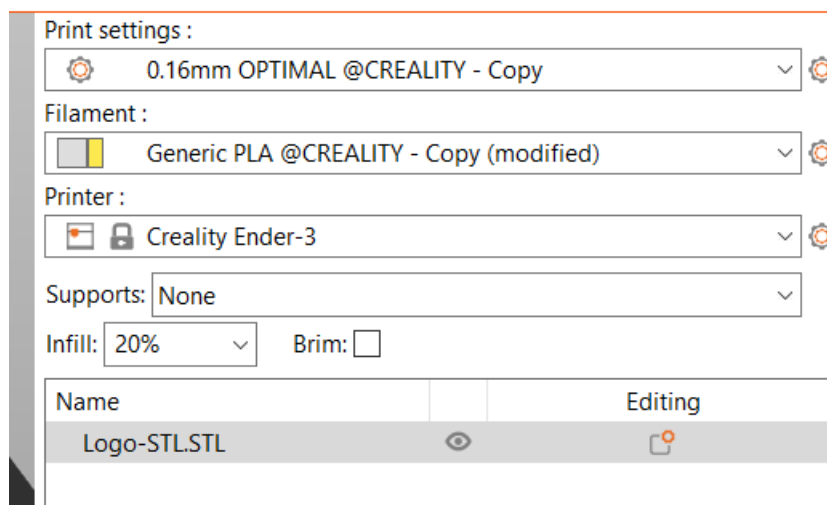 Print settings :
0.16mm OPTIMAL @CREALITY - Copy
Filament :
Generic PLA @CREALITY - Copy (modified)
Printer :
Creality Ender-3
Supports: None
Infill: 20% Brim:
Name Editing
Logo-STL.STL